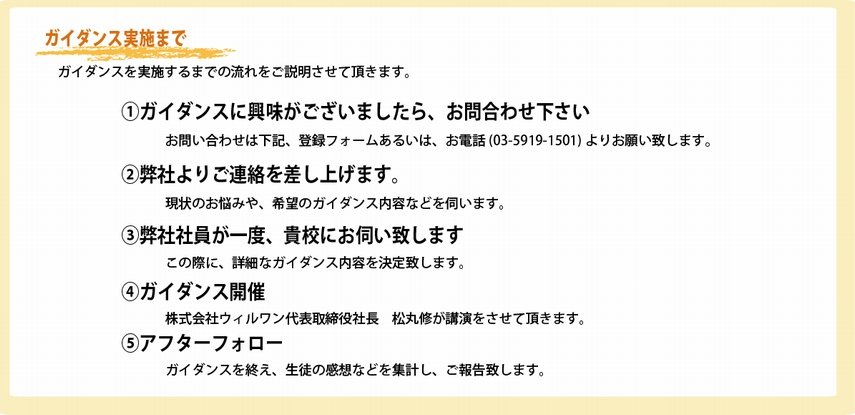 ガイダンス実施まで
ガイダンスを実施するまでの流れをご説明させて頂きます。
①ガイダンスに興味がございましたら、お問合わせ下さい
お問い合わせは下記、登録フォームあるいは、お電話 (03-5919-1501) よりお願い致します。
②弊社よりご連絡を差し上げます。
現状のお悩みや、希望のガイダンス内容などを伺います。
③弊社社員が一度、貴校にお伺い致します
この際に、詳細なガイダンス内容を決定致します。
④ガイダンス開催
株式会社ウィルワン代表取締役社長　松丸修が講演をさせて頂きます。
⑤アフターフォロー
ガイダンスを終え、生徒の感想などを集計し、ご報告致します。